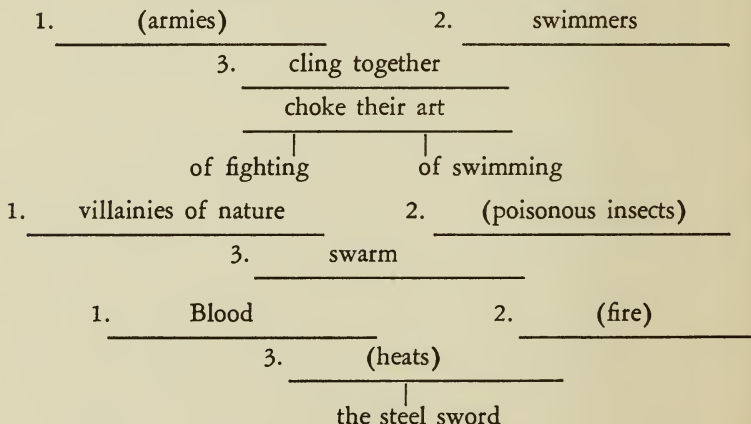 1. (armies) 2. swimmers
3. cling together
choke their art
of fighting of swimming
1. villainies of nature 2. (poisonous insects)
3. swarm
1. Blood 2. (fire)
3. (heats)
the steel sword